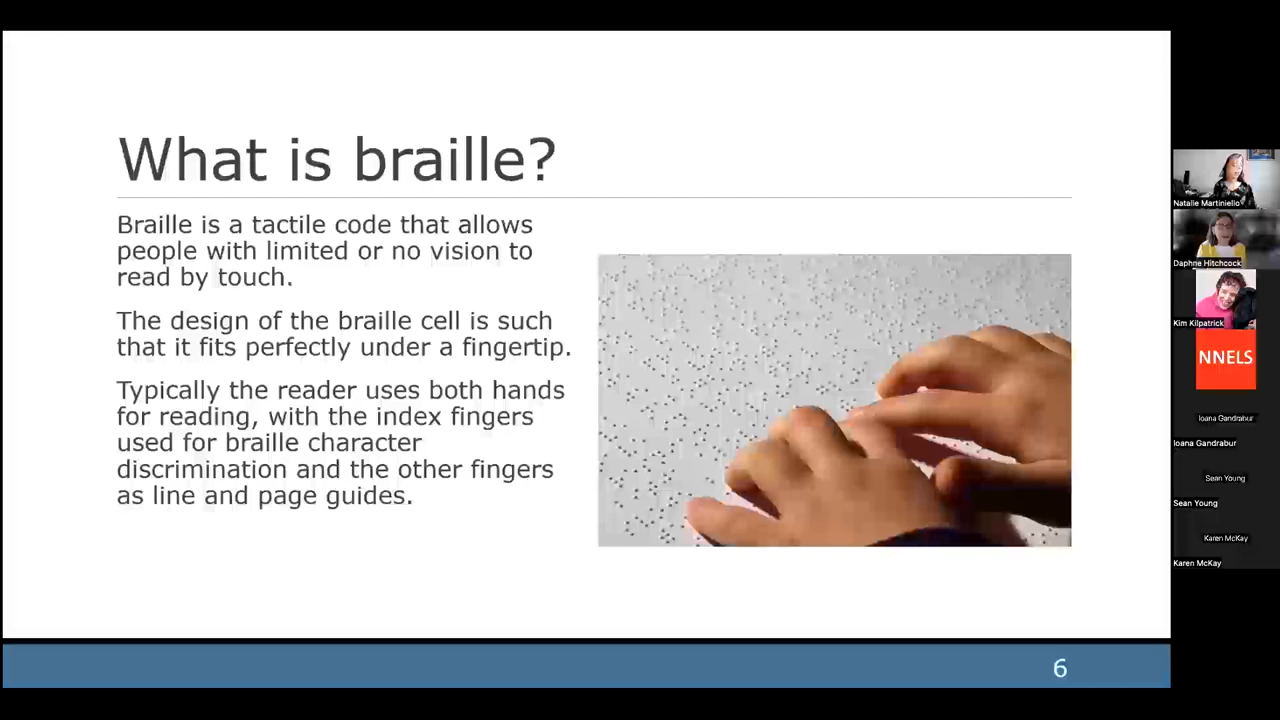 What is braille?
Braille is a tactile code that allows
people with limited or no vision to
read by touch.
The design of the braille cell is such
that it fits perfectly under a fingertip.
Typically the reader uses both hands
for reading, with the index fingers
used for braille character
discrimination and the other fingers
as line and page guides.
6
Natalie Martiniello
Daphne Hitchcock
Kim Kilpatrick
NNELS
Ioana Gandrabur
Ioana Gandrabur
Sean Young
Sean Young
Karen McKay
Karen McKay